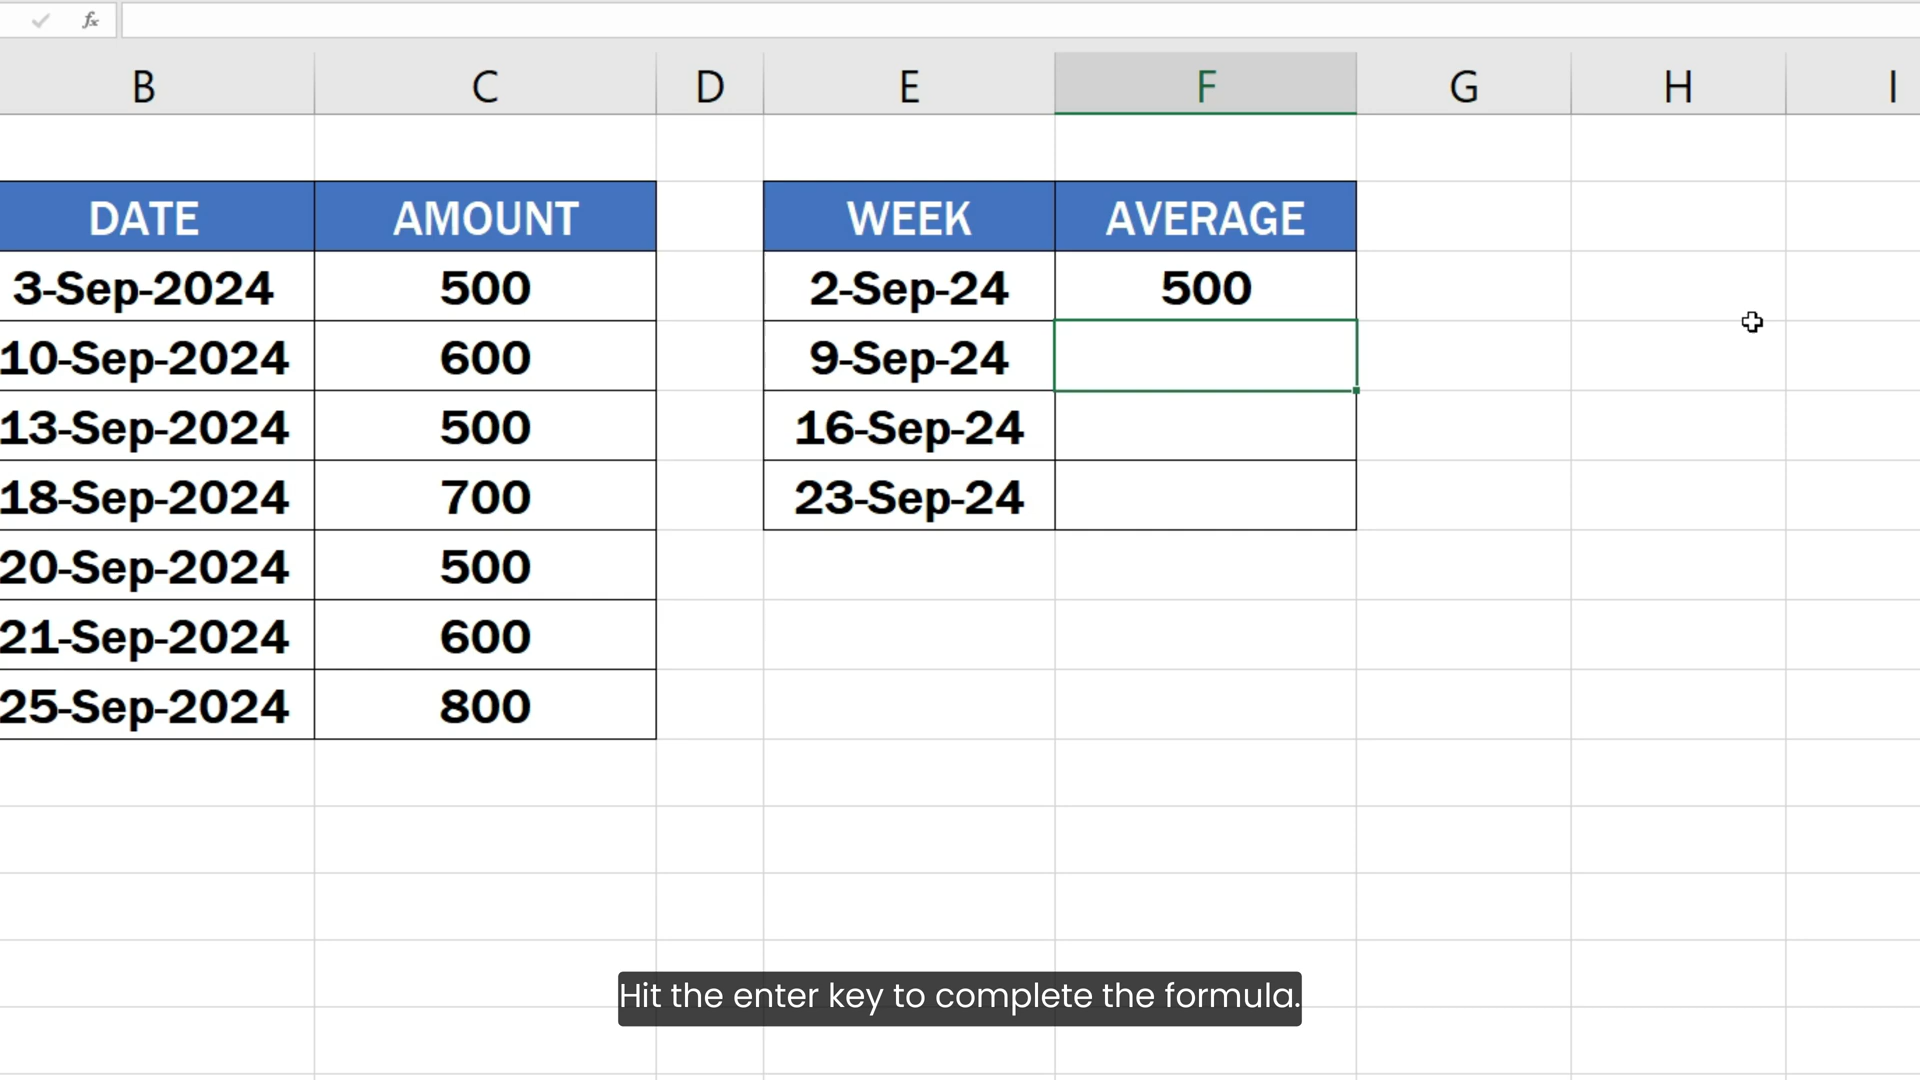 fx
B C D E F G H I
DATE AMOUNT WEEK AVERAGE
3-Sep-2024 500 2-Sep-24 500
10-Sep-2024 600 9-Sep-24
13-Sep-2024 500 16-Sep-24
18-Sep-2024 700 23-Sep-24
20-Sep-2024 500
21-Sep-2024 600
25-Sep-2024 800
Hit the enter key to complete the formula.